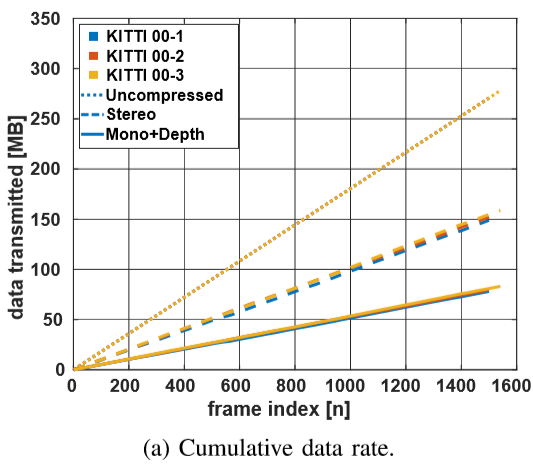 350
300
250
200
150
100
50
0
data transmitted [MB]
KITTI 00-1
KITTI 00-2
KITTI 00-3
Uncompressed
Stereo
Mono+Depth
0 200 400 600 800 1000 1200 1400 1600
frame index [n]
(a) Cumulative data rate.